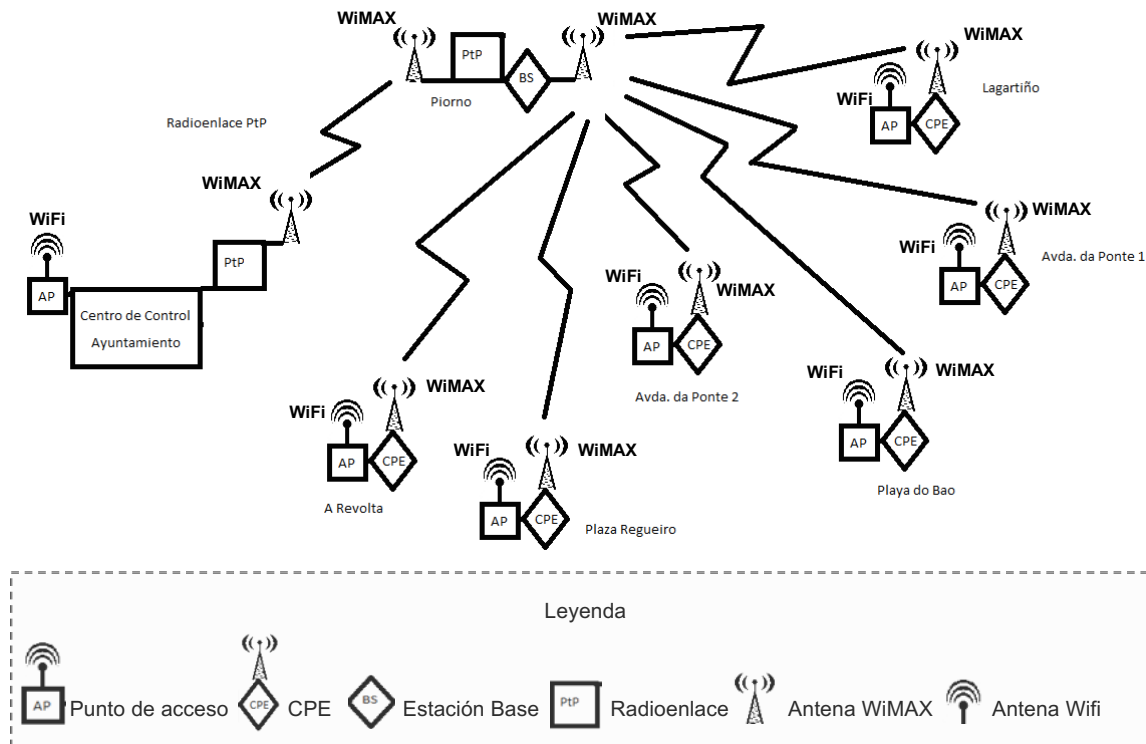 WiMAX
WiMAX
WiMAX
PtP
BS
Piorno
Lagartiño
WiFi
AP
CPE
Radioenlace PtP
WiMAX
WiFi
PtP
AP
Centro de Control
Ayuntamiento
WiMAX
WiFi
Avda. da Ponte 1
AP
CPE
WiMAX
WiFi
AP
CPE
Avda. da Ponte 2
WiMAX
WiFi
AP
CPE
Playa do Bao
WiMAX
WiFi
AP
CPE
A Revolta
WiMAX
WiFi
AP
CPE
Plaza Regueiro
Leyenda
AP
Punto de acceso
CPE
CPE
BS
Estación Base
PtP
Radioenlace
Antena WiMAX
Antena Wifi